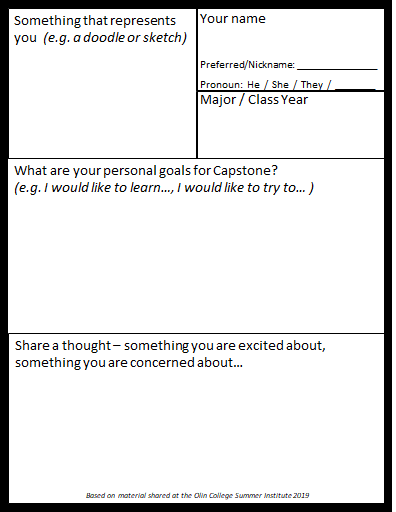 Something that represents
you (e.g. a doodle or sketch)
Your name
Preferred/Nickname: _______________
Pronoun: He / She / They / ________
Major / Class Year
What are your personal goals for Capstone?
(e.g. I would like to learn…, I would like to try to… )
Share a thought – something you are excited about,
something you are concerned about…
Based on material shared at the Olin College Summer Institute 2019